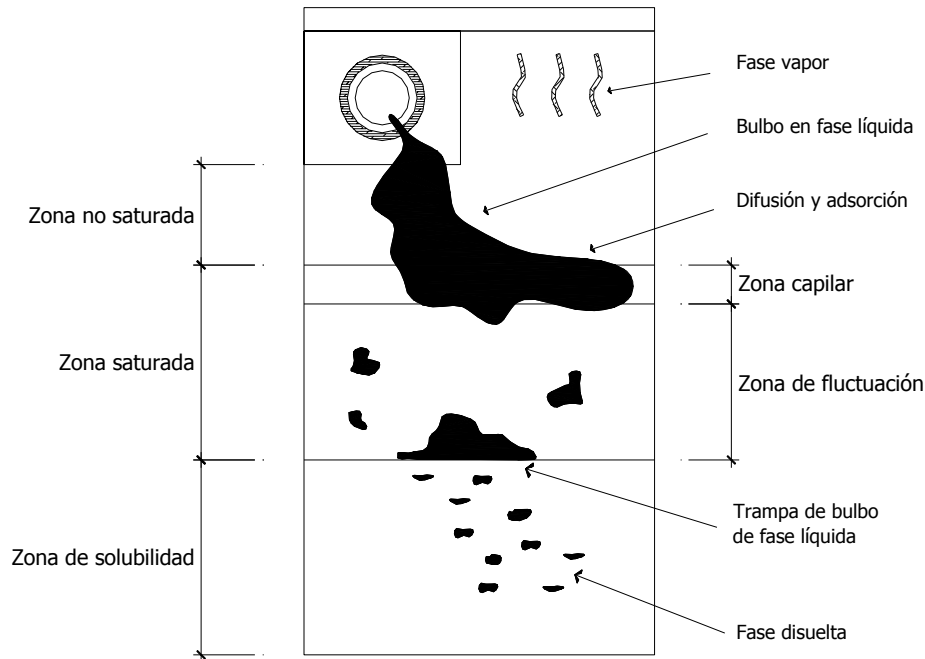 Fase vapor
Bulbo en fase líquida
Difusión y adsorción
Zona no saturada
Zona capilar
Zona saturada
Zona de fluctuación
Trampa de bulbo
de fase líquida
Zona de solubilidad
Fase disuelta